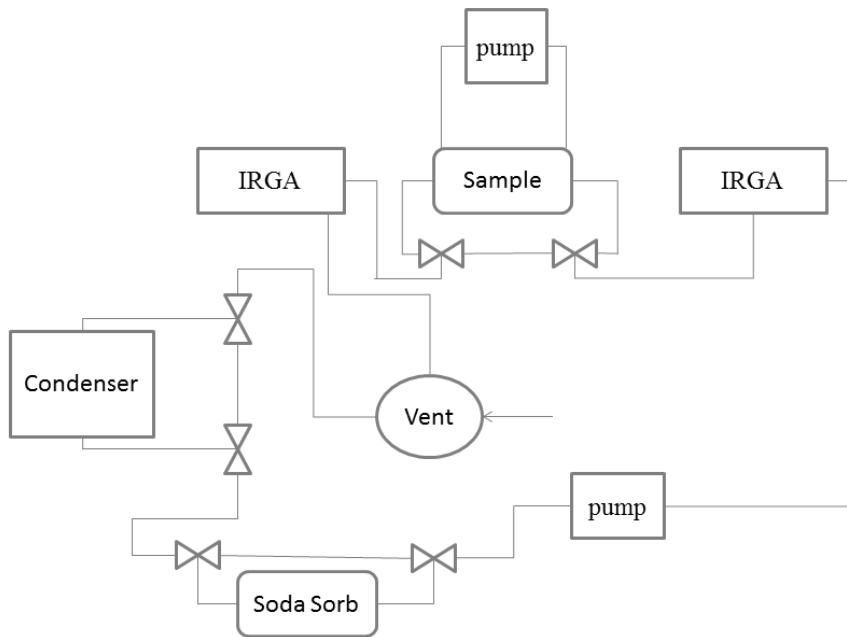 pump
IRGA
Sample
IRGA
Condenser
Vent
pump
Soda Sorb